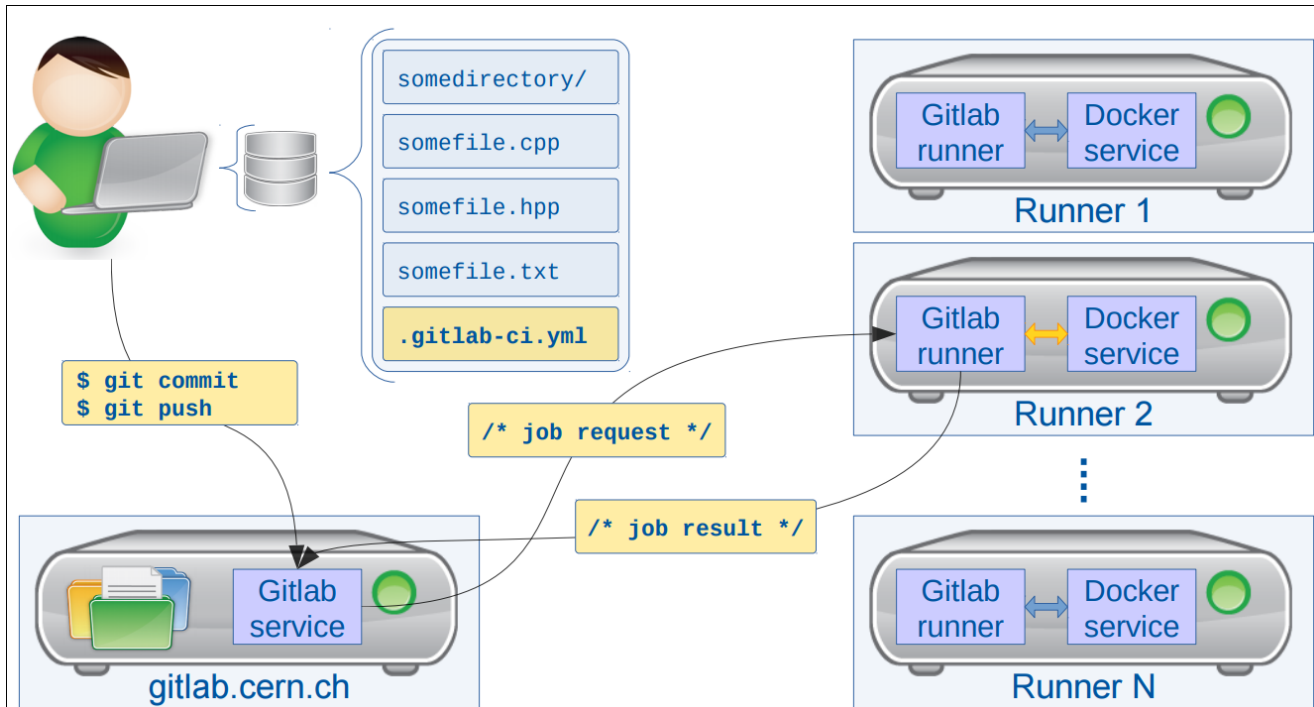 somedirectory/
somefile.cpp
somefile.hpp
somefile.txt
.gitlab-ci.yml
$ git commit
$ git push
/* job request */
/* job result */
Gitlab
service
gitlab.cern.ch
Gitlab
runner
Docker
service
Runner 1
Gitlab
runner
Docker
service
Runner 2
Gitlab
runner
Docker
service
Runner N